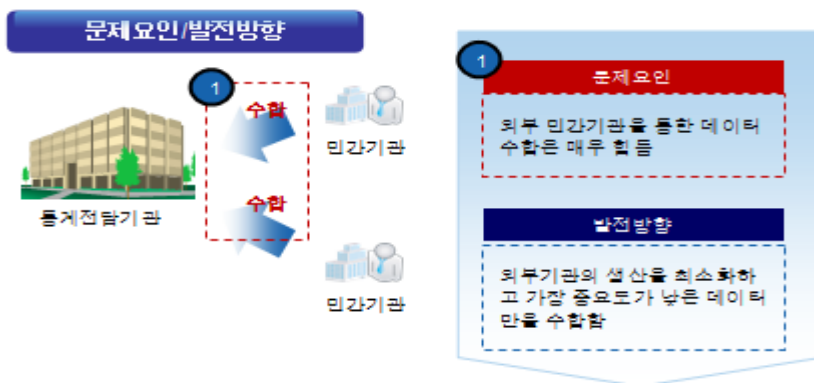 문제요인/발전방향
1
수합
민간기관
통계전담기관
수합
민간기관
1
문제요인
외부 민간기관을 통한 데이터
수합은 매우 힘듬
발전방향
외부기관의 생산을 최소화하
고 가장 중요도가 낮은 데이터
만을 수합함